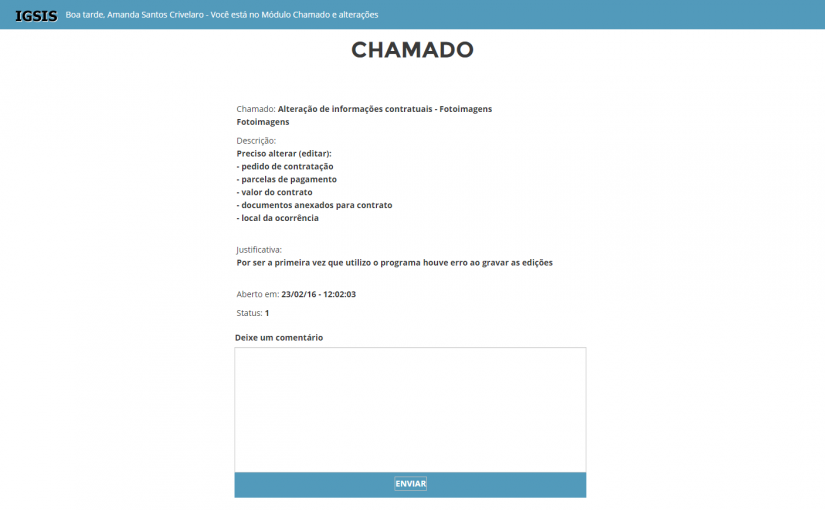 IGSIS Boa tarde, Amanda Santos Crivelaro - Você está no Módulo Chamado e alterações
CHAMADO
Chamado: Alteração de informações contratuais - Fotoimagens
Fotoimagens
Descrição:
Preciso alterar (editar):
- pedido de contratação
- parcelas de pagamento
- valor do contrato
- documentos anexados para contrato
- local da ocorrência
Justificativa:
Por ser a primeira vez que utilizo o programa houve erro ao gravar as edições
Aberto em: 23/02/16 - 12:02:03
Status: 1
Deixe um comentário
ENVIAR